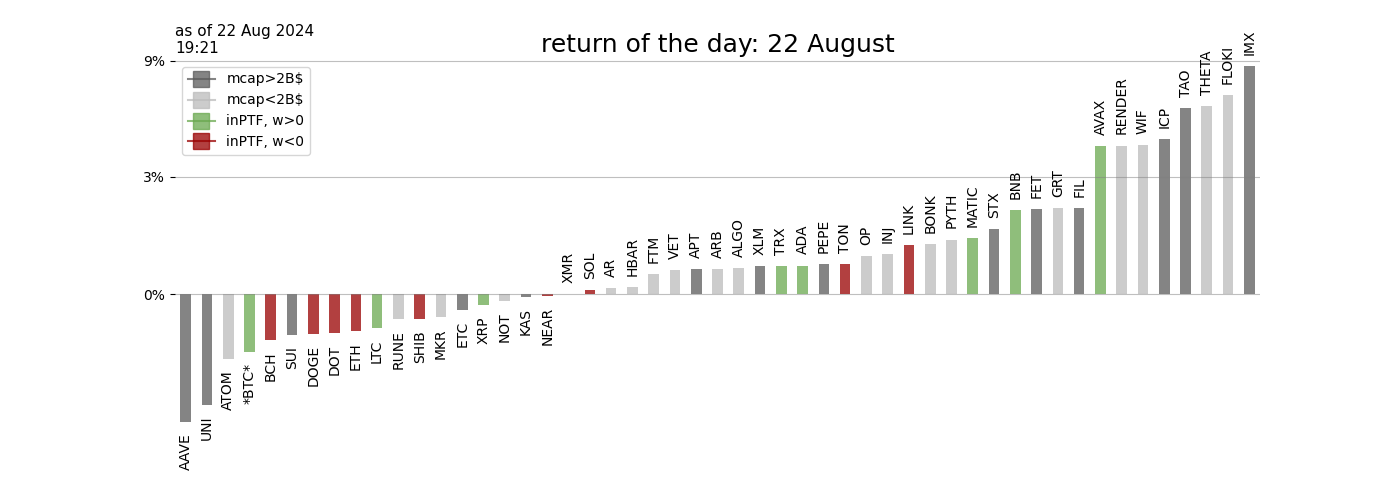 as of 22 Aug 2024
19:21
return of the day: 22 August
9%
3%
0%
mcap>2B$
mcap<2B$
inPTF, w>0
inPTF, w<0
AAVE
UNI
ATOM
*BTC*
BCH
SUI
DOGE
DOT
ETH
LTC
RUNE
SHIB
MKR
ETC
XRP
NOT
KAS
NEAR
XMR
SOL
AR
HBAR
FTM
VET
APT
ARB
ALGO
XLM
TRX
ADA
PEPE
TON
OP
INJ
LINK
BONK
PYTH
MATIC
STX
BNB
FET
GRT
FIL
AVAX
RENDER
WIF
ICP
TAO
THETA
FLOKI
IMX